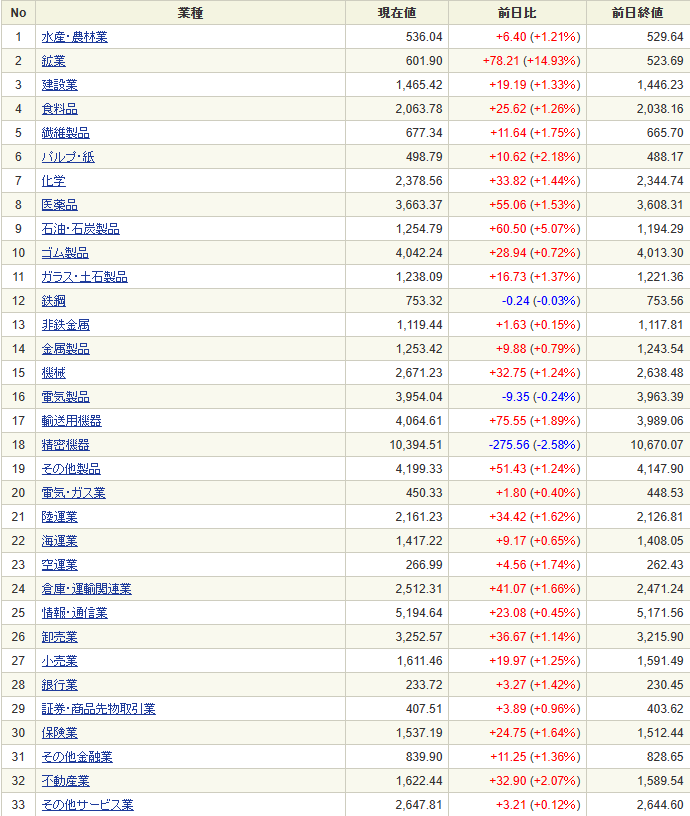 No 業種 現在値 前日比 前日終値
1 水産・農林業 536.04 +6.40 (+1.21%) 529.64
2 鉱業 601.90 +78.21 (+14.93%) 523.69
3 建設業 1,465.42 +19.19 (+1.33%) 1,446.23
4 食料品 2,063.78 +25.62 (+1.26%) 2,038.16
5 繊維製品 677.34 +11.64 (+1.75%) 665.70
6 パルプ・紙 498.79 +10.62 (+2.18%) 488.17
7 化学 2,378.56 +33.82 (+1.44%) 2,344.74
8 医薬品 3,663.37 +55.06 (+1.53%) 3,608.31
9 石油・石炭製品 1,254.79 +60.50 (+5.07%) 1,194.29
10 ゴム製品 4,042.24 +28.94 (+0.72%) 4,013.30
11 ガラス・土石製品 1,238.09 +16.73 (+1.37%) 1,221.36
12 鉄鋼 753.32 -0.24 (-0.03%) 753.56
13 非鉄金属 1,119.44 +1.63 (+0.15%) 1,117.81
14 金属製品 1,253.42 +9.88 (+0.79%) 1,243.54
15 機械 2,671.23 +32.75 (+1.24%) 2,638.48
16 電気製品 3,954.04 -9.35 (-0.24%) 3,963.39
17 輸送用機器 4,064.61 +75.55 (+1.89%) 3,989.06
18 精密機器 10,394.51 -275.56 (-2.58%) 10,670.07
19 その他製品 4,199.33 +51.43 (+1.24%) 4,147.90
20 電気・ガス業 450.33 +1.80 (+0.40%) 448.53
21 陸運業 2,161.23 +34.42 (+1.62%) 2,126.81
22 海運業 1,417.22 +9.17 (+0.65%) 1,408.05
23 空運業 266.99 +4.56 (+1.74%) 262.43
24 倉庫・運輸関連業 2,512.31 +41.07 (+1.66%) 2,471.24
25 情報・通信業 5,194.64 +23.08 (+0.45%) 5,171.56
26 卸売業 3,252.57 +36.67 (+1.14%) 3,215.90
27 小売業 1,611.46 +19.97 (+1.25%) 1,591.49
28 銀行業 233.72 +3.27 (+1.42%) 230.45
29 証券・商品先物取引業 407.51 +3.89 (+0.96%) 403.62
30 保険業 1,537.19 +24.75 (+1.64%) 1,512.44
31 その他金融業 839.90 +11.25 (+1.36%) 828.65
32 不動産業 1,622.44 +32.90 (+2.07%) 1,589.54
33 その他サービス業 2,647.81 +3.21 (+0.12%) 2,644.60